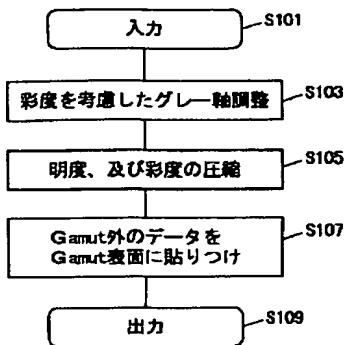 入力
S101
彩度を考慮したグレー軸調整
S103
明度、及び彩度の圧縮
S105
Gamut外のデータを
Gamut表面に貼りつけ
S107
出力
S109